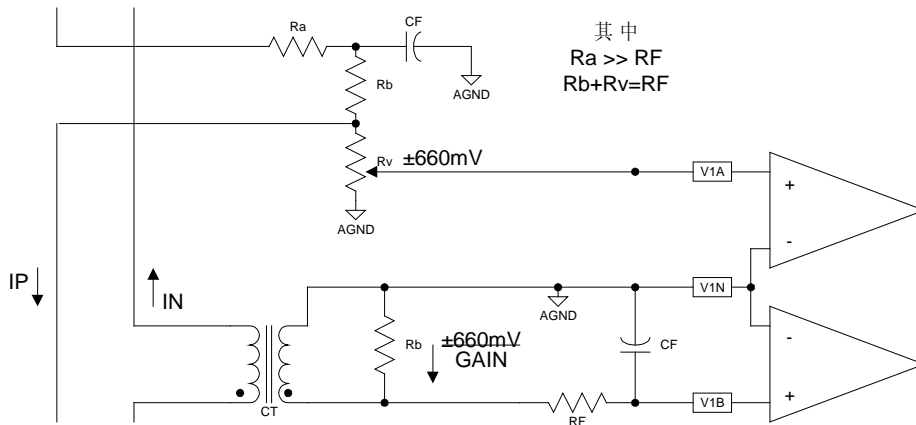 Ra
CF
其中
Ra >> RF
Rb+Rv=RF
Rb
AGND
Rv
±660mV
V1A
+
-
AGND
IP
IN
V1N
AGND
Rb
±660mV
GAIN
CF
-
+
RF
V1B
CT